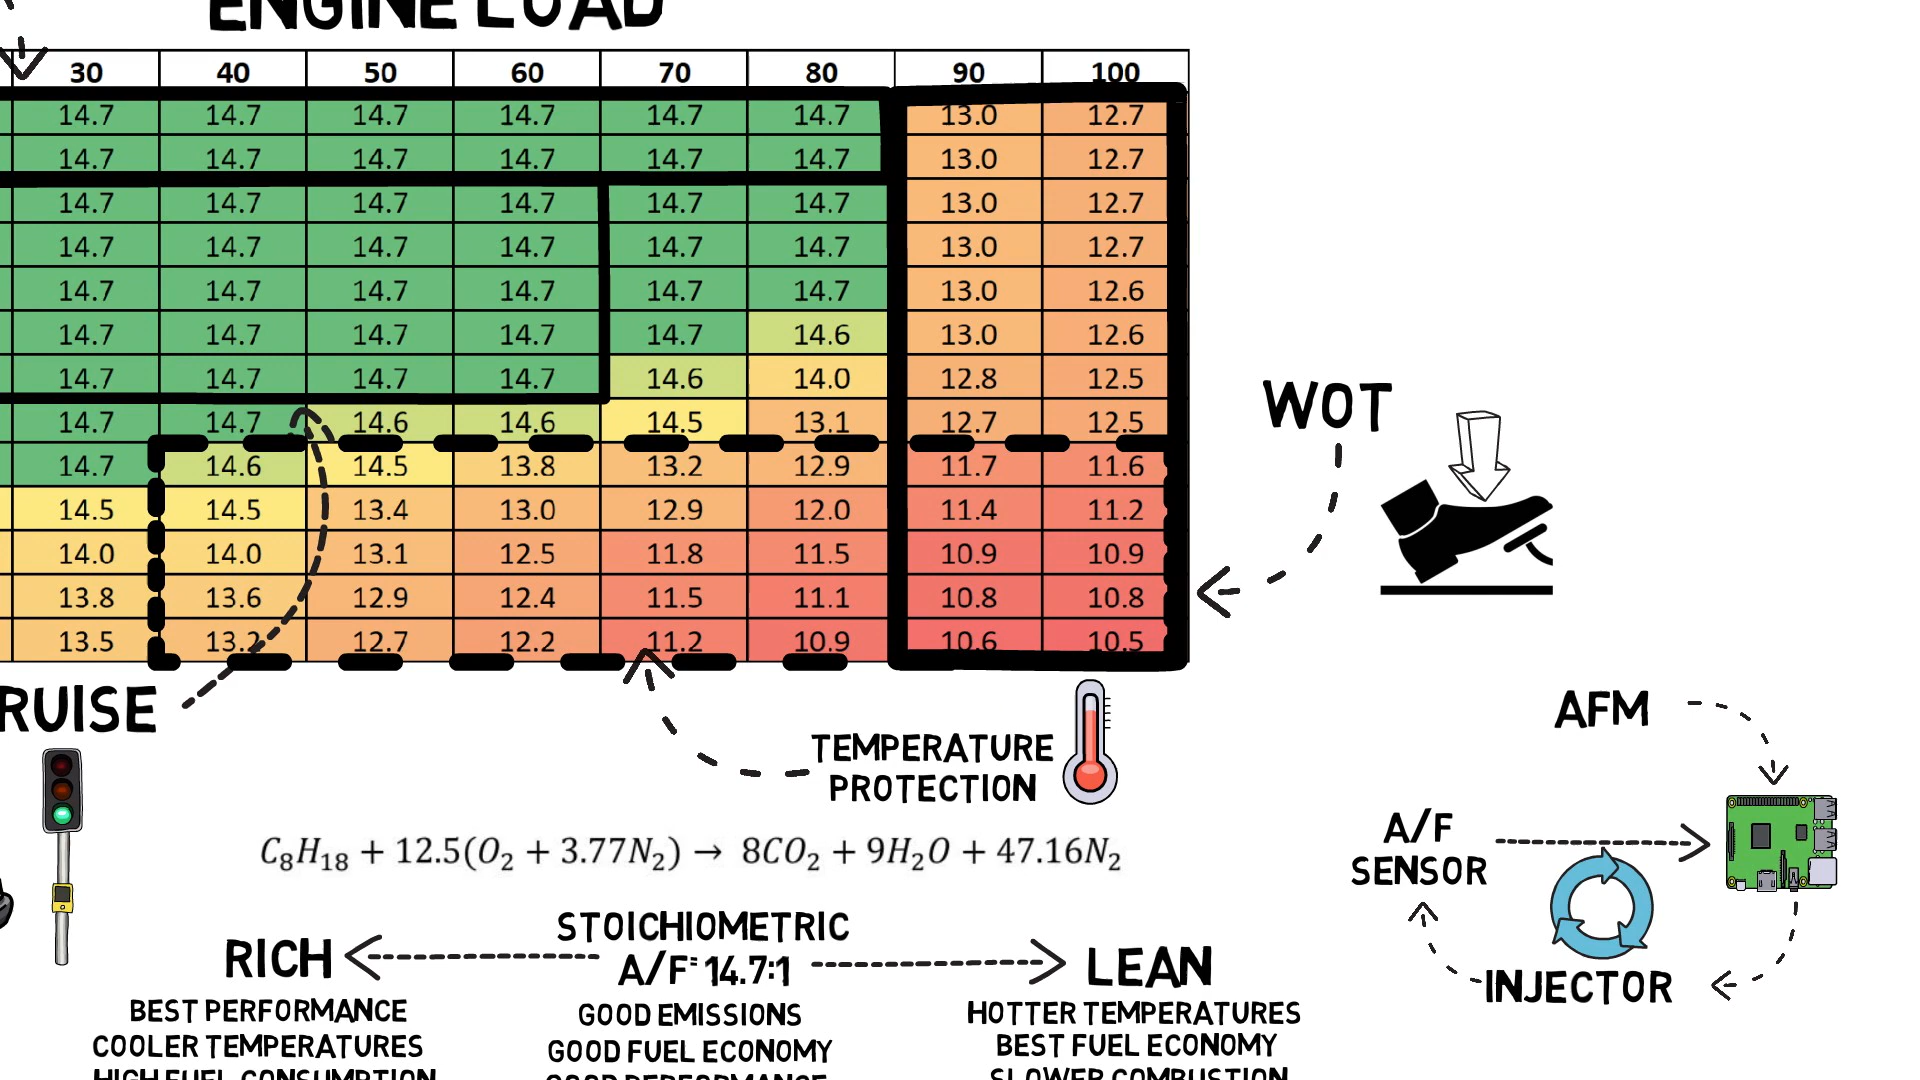 ENGINE LOAD
30 40 50 60 70 80 90 100
14.7 14.7 14.7 14.7 14.7 14.7 13.0 12.7
14.7 14.7 14.7 14.7 14.7 14.7 13.0 12.7
14.7 14.7 14.7 14.7 14.7 14.7 13.0 12.7
14.7 14.7 14.7 14.7 14.7 14.7 13.0 12.7
14.7 14.7 14.7 14.7 14.7 14.7 13.0 12.6
14.7 14.7 14.7 14.7 14.7 14.6 13.0 12.6
14.7 14.7 14.7 14.7 14.6 14.0 12.8 12.5
14.7 14.7 14.6 14.6 14.5 13.1 12.7 12.5
14.7 14.6 14.5 13.8 13.2 12.9 11.7 11.6
14.5 14.5 13.4 13.0 12.9 12.0 11.4 11.2
14.0 14.0 13.1 12.5 11.8 11.5 10.9 10.9
13.8 13.6 12.9 12.4 11.5 11.1 10.8 10.8
13.5 13.2 12.7 12.2 11.2 10.9 10.6 10.5
WOT
RUISE
TEMPERATURE
PROTECTION
C₈H₁₈ + 12.5(O₂ + 3.77N₂) → 8CO₂ + 9H₂O + 47.16N₂
STOICHIOMETRIC
A/F=14.7:1
GOOD EMISSIONS
GOOD FUEL ECONOMY
GOOD PERFORMANCE
RICH
BEST PERFORMANCE
COOLER TEMPERATURES
HIGH FUEL CONSUMPTION
LEAN
HOTTER TEMPERATURES
BEST FUEL ECONOMY
SLOWER COMBUSTION
AFM
A/F
SENSOR
INJECTOR